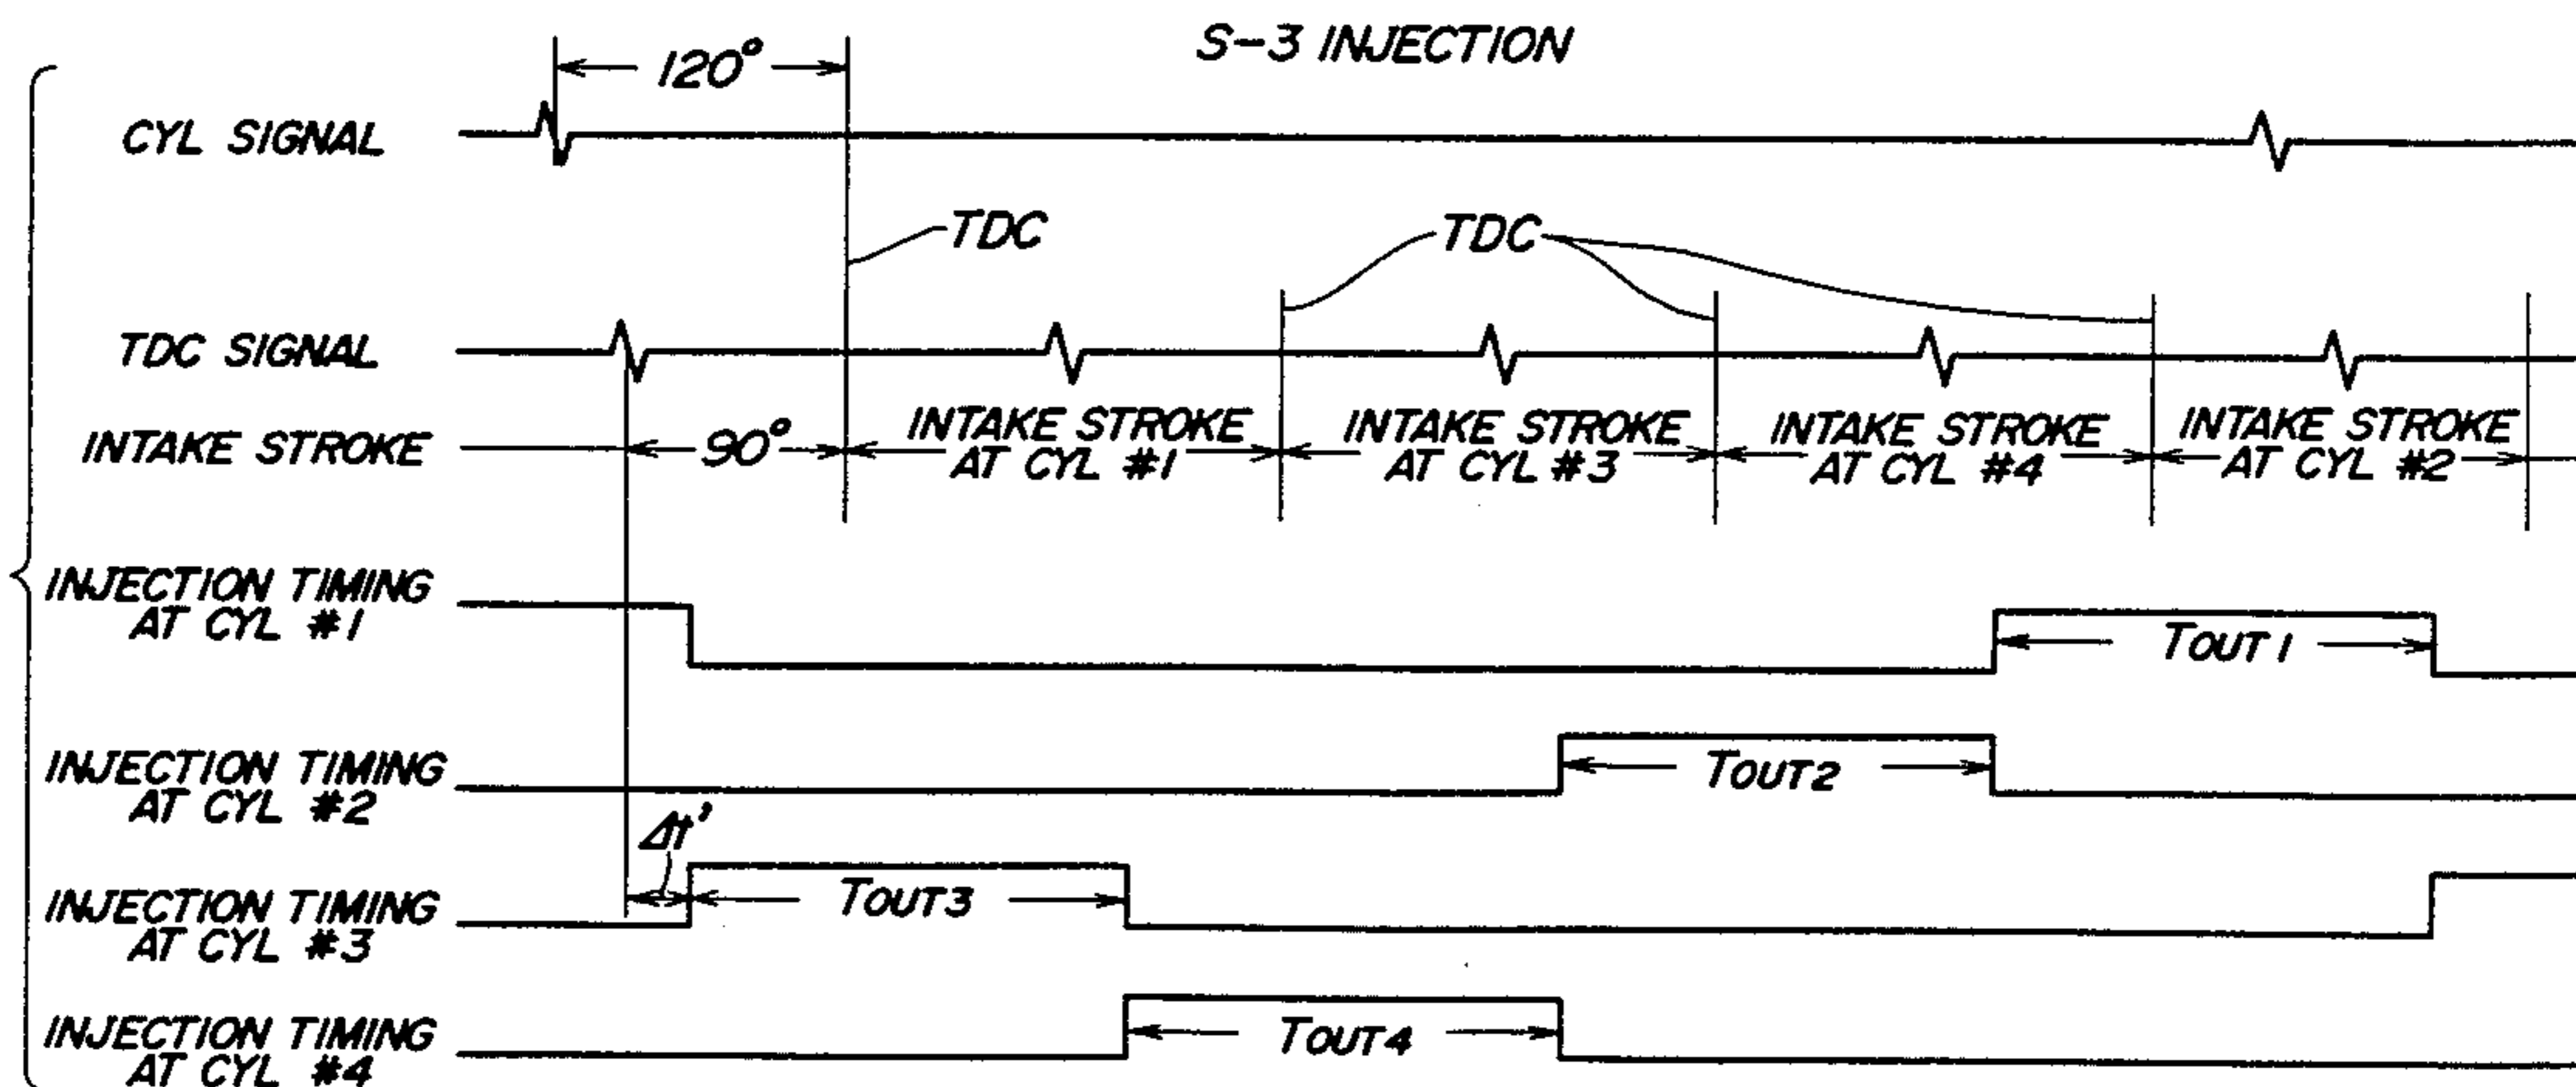 S-3 INJECTION
120°
CYL SIGNAL
TDC
TDC
TDC SIGNAL
INTAKE STROKE
90°
INTAKE STROKE
AT CYL #1
INTAKE STROKE
AT CYL #3
INTAKE STROKE
AT CYL #4
INTAKE STROKE
AT CYL #2
INJECTION TIMING
AT CYL #1
TOUT1
INJECTION TIMING
AT CYL #2
TOUT2
Δt'
INJECTION TIMING
AT CYL #3
TOUT3
INJECTION TIMING
AT CYL #4
TOUT4